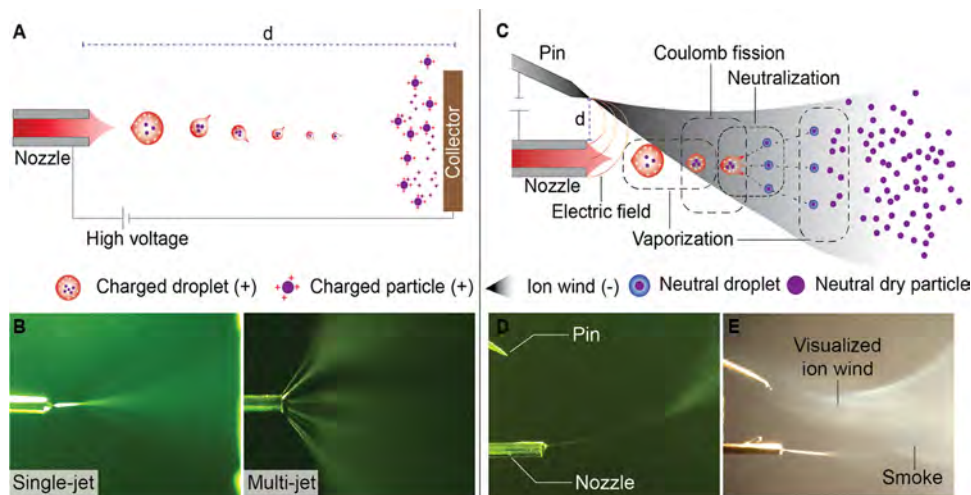 A
d
Nozzle
Collector
High voltage
Charged droplet (+)
Charged particle (+)
B
Single-jet
Multi-jet
C
Pin
Coulomb fission
Neutralization
d
Nozzle
Electric field
Vaporization
Ion wind (-)
Neutral droplet
Neutral dry particle
D
Pin
Nozzle
E
Visualized
ion wind
Smoke